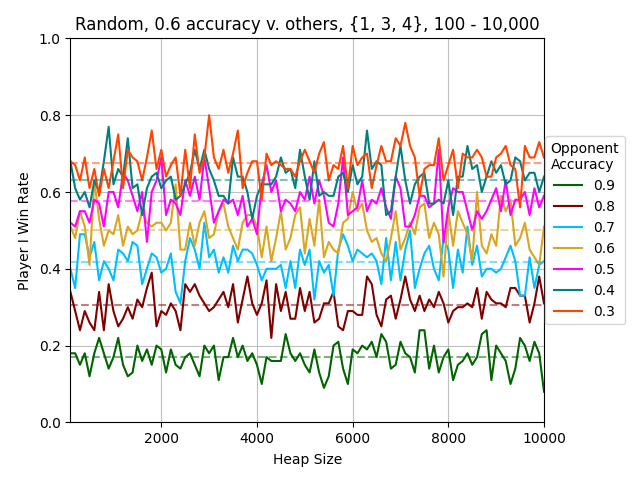 Random, 0.6 accuracy v. others, {1, 3, 4}, 100 - 10,000
1.0
0.8
0.6
0.4
0.2
0.0
Player I Win Rate
2000 4000 6000 8000 10000
Heap Size
Opponent
Accuracy
0.9
0.8
0.7
0.6
0.5
0.4
0.3